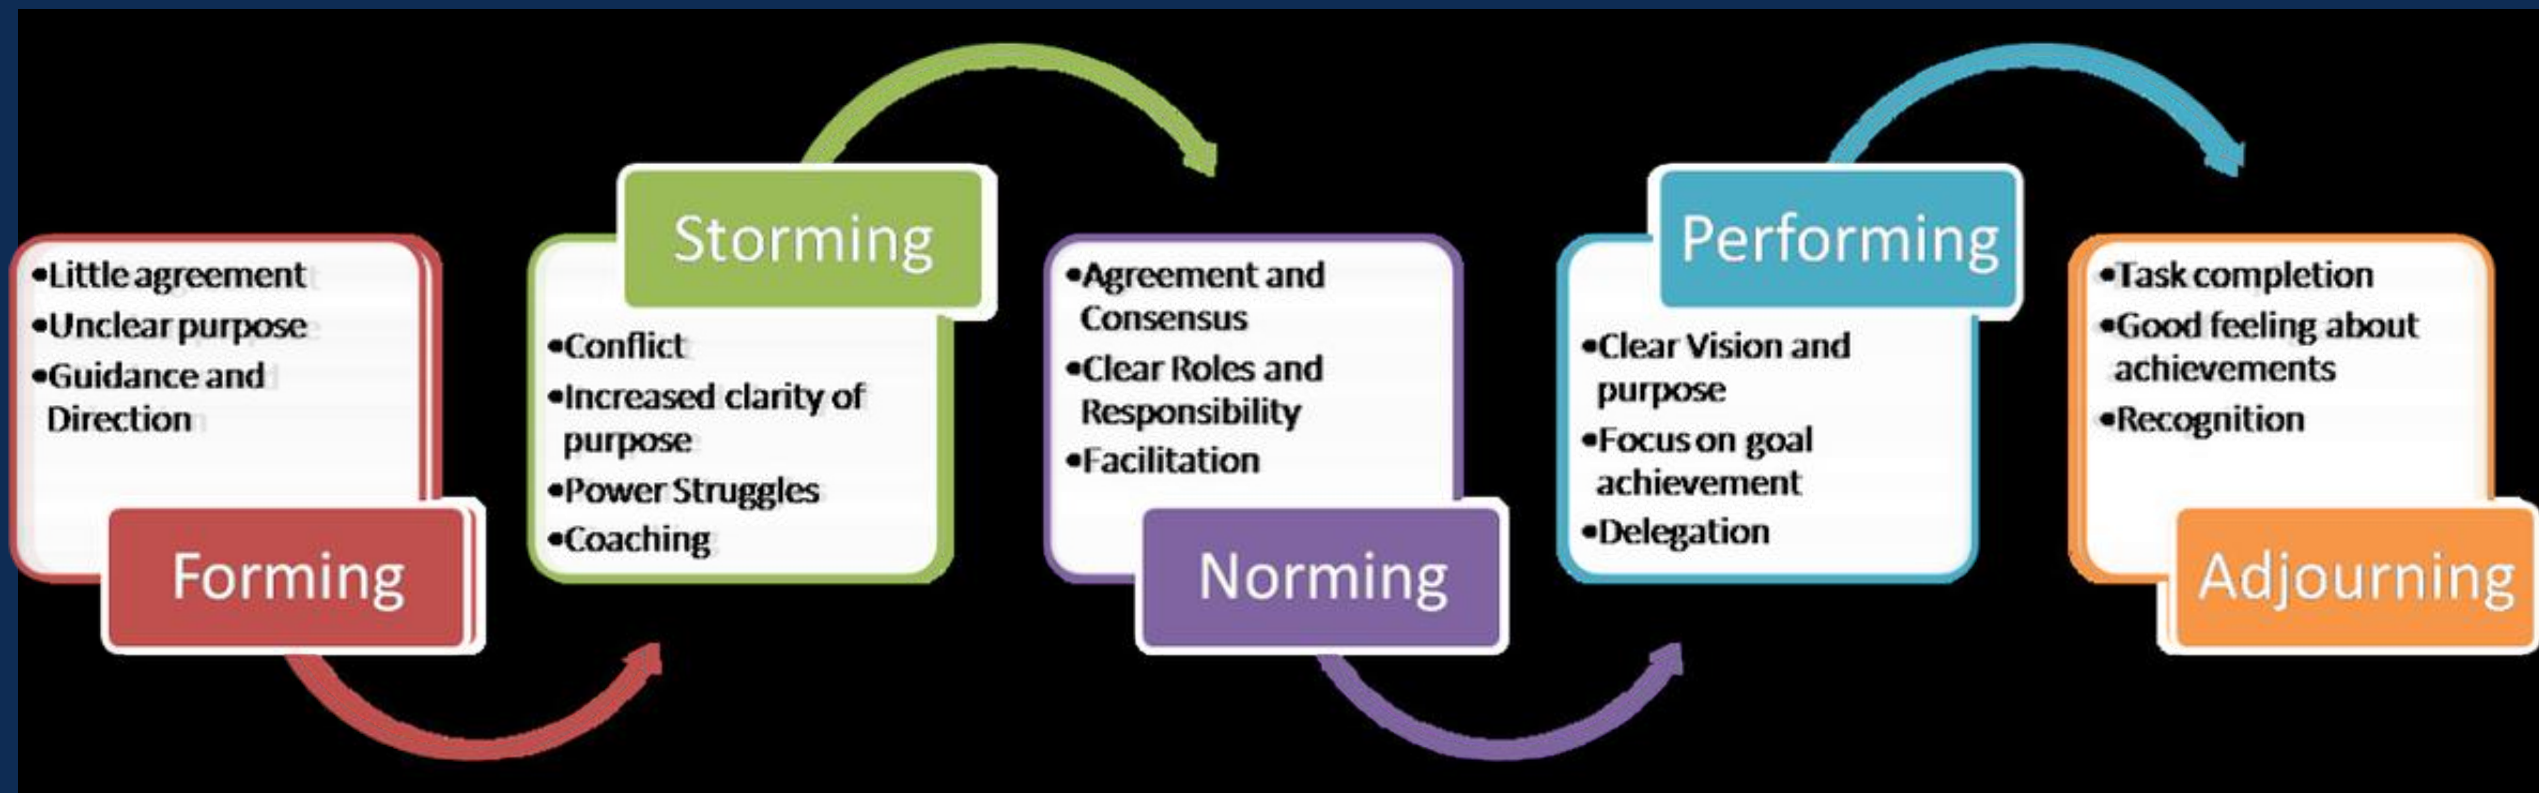 •Little agreement
•Unclear purpose
•Guidance and
Direction
Forming
Storming
•Conflict
•Increased clarity of
purpose
•Power Struggles
•Coaching
•Agreement and
Consensus
•Clear Roles and
Responsibility
•Facilitation
Norming
Performing
•Clear Vision and
purpose
•Focus on goal
achievement
•Delegation
•Task completion
•Good feeling about
achievements
•Recognition
Adjourning